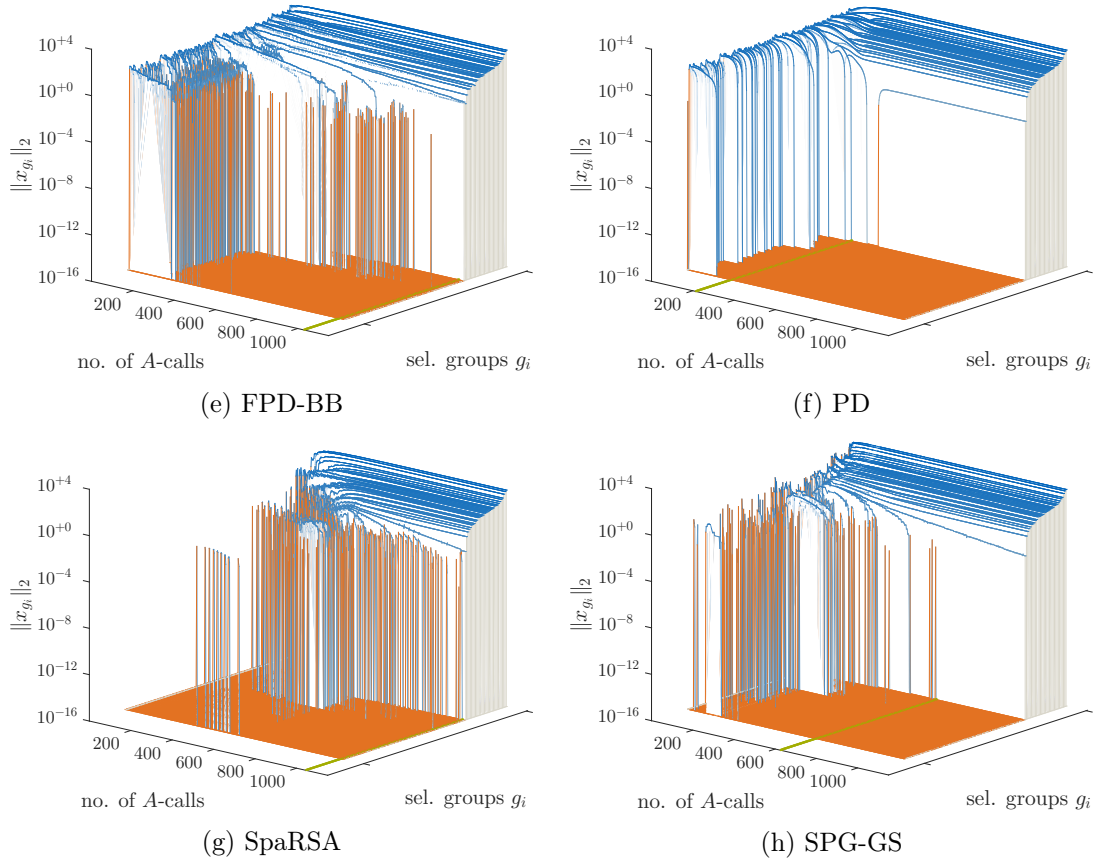 10^{+4}
10^{0}
10^{-4}
10^{-8}
10^{-12}
10^{-16}
\|x_{g_i}\|_2
200
400
600
800
1000
no. of A-calls
sel. groups g_i
(e) FPD-BB
10^{+4}
10^{0}
10^{-4}
10^{-8}
10^{-12}
10^{-16}
\|x_{g_i}\|_2
200
400
600
800
1000
no. of A-calls
sel. groups g_i
(f) PD
10^{+4}
10^{0}
10^{-4}
10^{-8}
10^{-12}
10^{-16}
\|x_{g_i}\|_2
200
400
600
800
1000
no. of A-calls
sel. groups g_i
(g) SpaRSA
10^{+4}
10^{0}
10^{-4}
10^{-8}
10^{-12}
10^{-16}
\|x_{g_i}\|_2
200
400
600
800
1000
no. of A-calls
sel. groups g_i
(h) SPG-GS